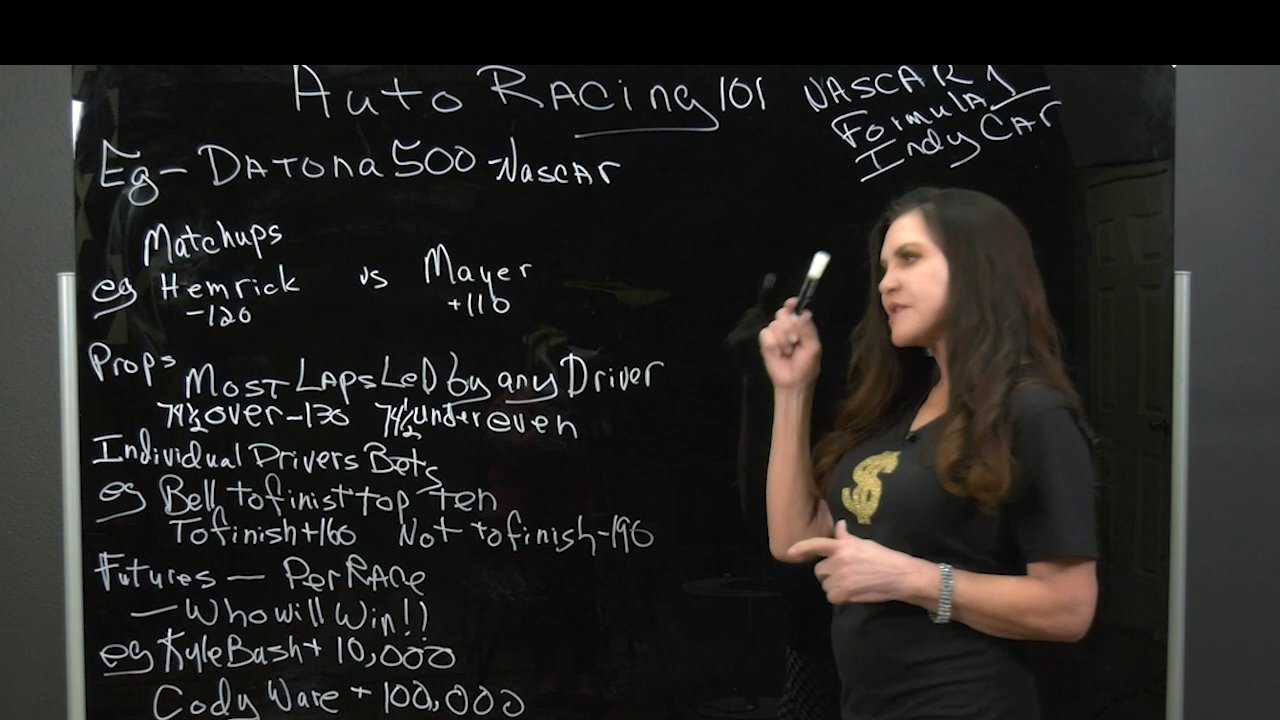 Auto Racing 101
NASCAR
Formula 1
Indy Car
Eg - Datona 500 - Nascar
Matchups
eg Hemrick vs Mayer
-120 +110
Props Most Laps Led by any Driver
74½ over -130 74½ under even
Individual Drivers Bets
eg Bell to finist top ten
To finish +160 Not to finish -190
Futures - Per Race
- Who will Win!)
eg Kyle Bash + 10,000
Cody Ware + 100,000
$